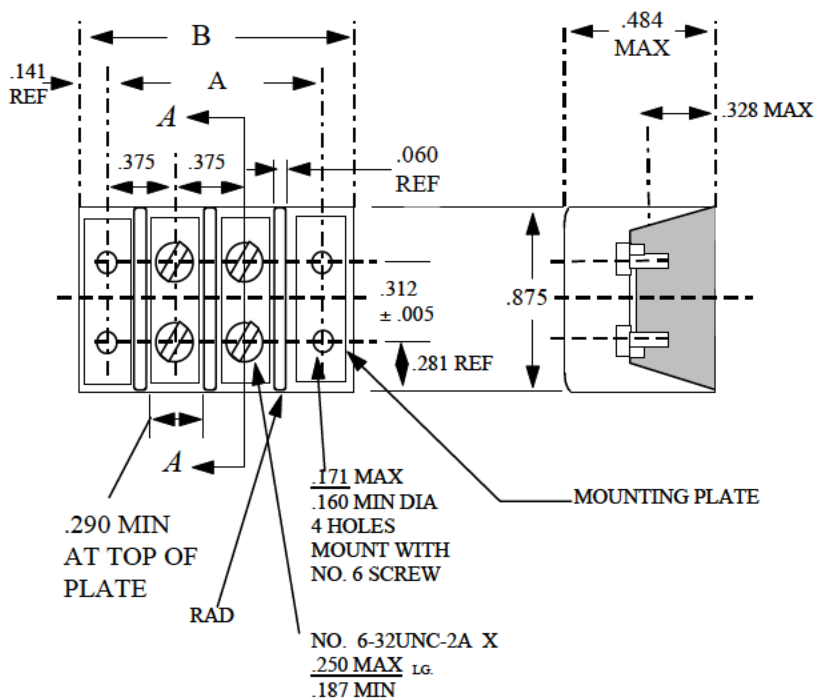 B
.484
MAX
.141
REF
A
A
.328 MAX
.375
.375
.060
REF
.312
± .005
.875
.281 REF
A
.171 MAX
.160 MIN DIA
4 HOLES
MOUNT WITH
NO. 6 SCREW
MOUNTING PLATE
.290 MIN
AT TOP OF
PLATE
RAD
NO. 6-32UNC-2A X
.250 MAX LG.
.187 MIN